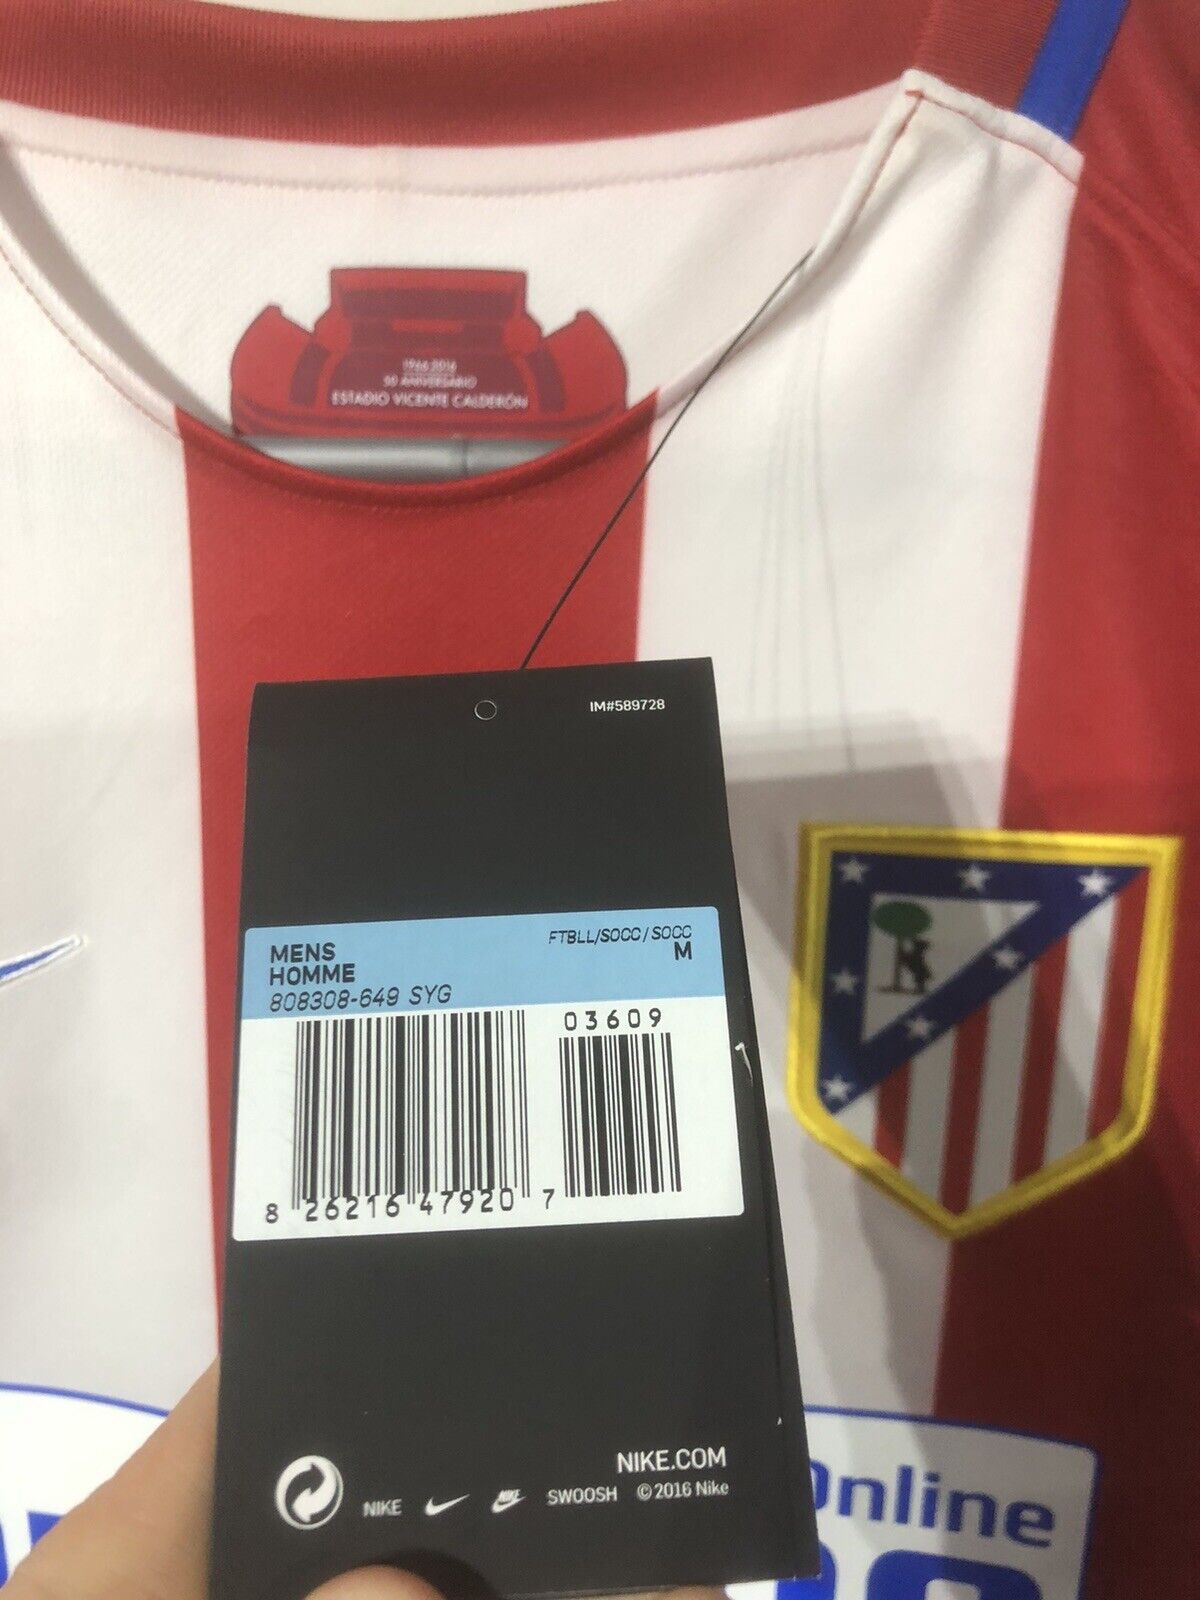 1966 2016
50 ANIVERSARIO
ESTADIO VICENTE CALDERÓN
IM#589728
FTBLL/SOCC/SOCC
MENS
M
HOMME
808308-649 SYG
03609
8 26216 47920 7
NIKE.COM
NIKE SWOOSH ©2016 Nike
Online